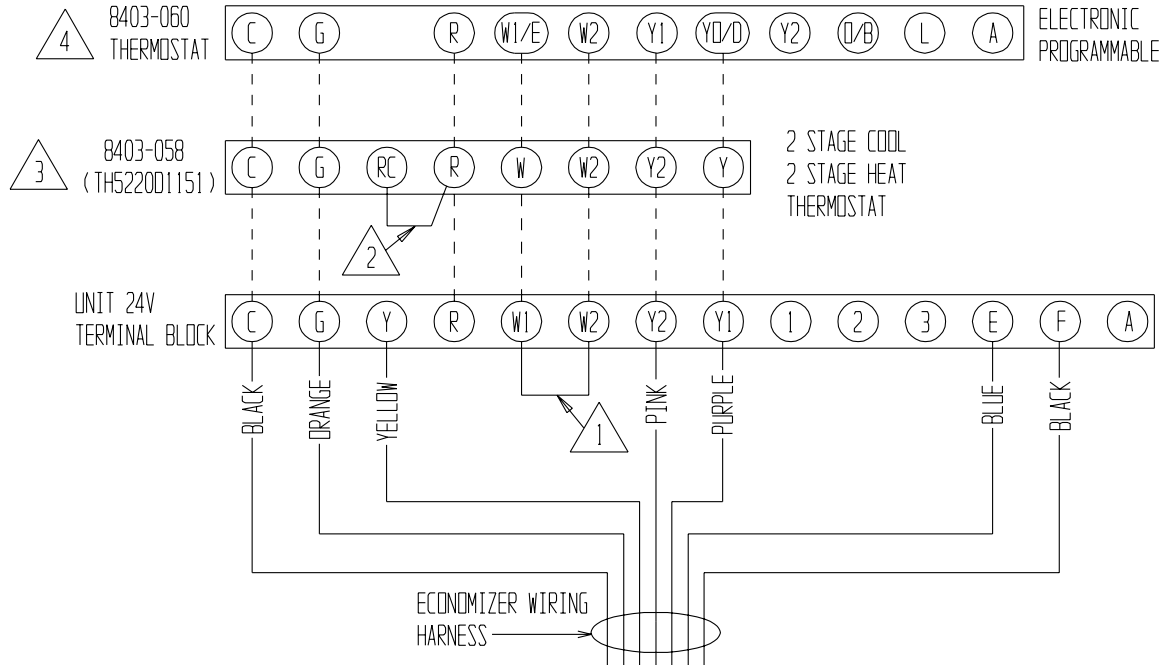 4
8403-060
THERMOSTAT
C G R W1/E W2 Y1 YO/D Y2 O/B L A
ELECTRONIC
PROGRAMMABLE
3
8403-058
(TH5220D1151)
C G RC R W W2 Y2 Y
2 STAGE COOL
2 STAGE HEAT
THERMOSTAT
2
UNIT 24V
TERMINAL BLOCK
C G Y R W1 W2 Y2 Y1 1 2 3 E F A
BLACK
ORANGE
YELLOW
PINK
PURPLE
BLUE
BLACK
1
ECONOMIZER WIRING
HARNESS